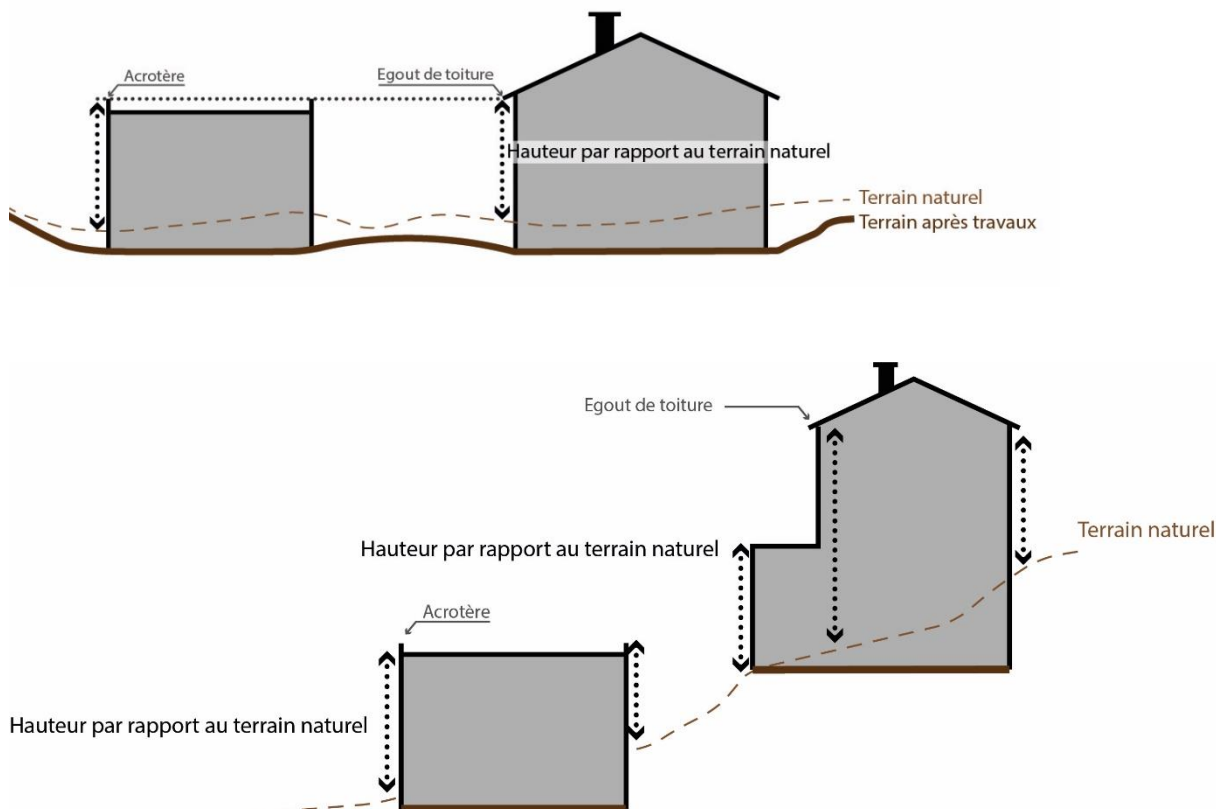 Acrotère
Egout de toiture
Hauteur par rapport au terrain naturel
Terrain naturel
Terrain après travaux
Egout de toiture
Terrain naturel
Hauteur par rapport au terrain naturel
Acrotère
Hauteur par rapport au terrain naturel